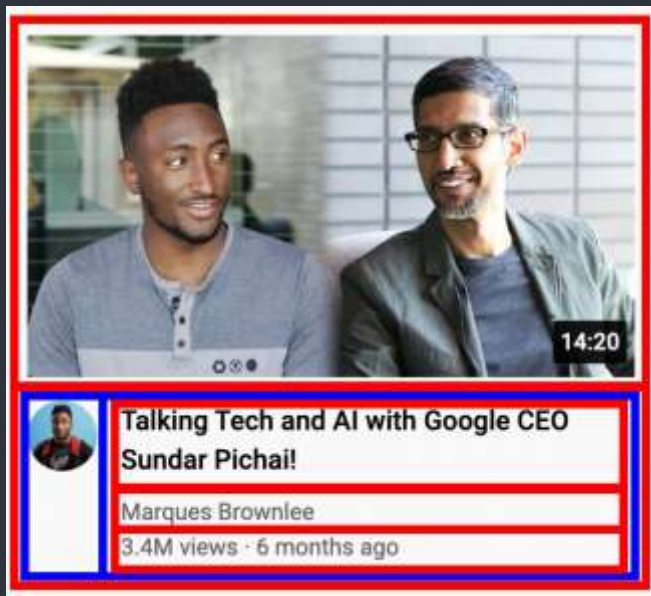 14:20
Talking Tech and AI with Google CEO
Sundar Pichai!
Marques Brownlee
3.4M views · 6 months ago